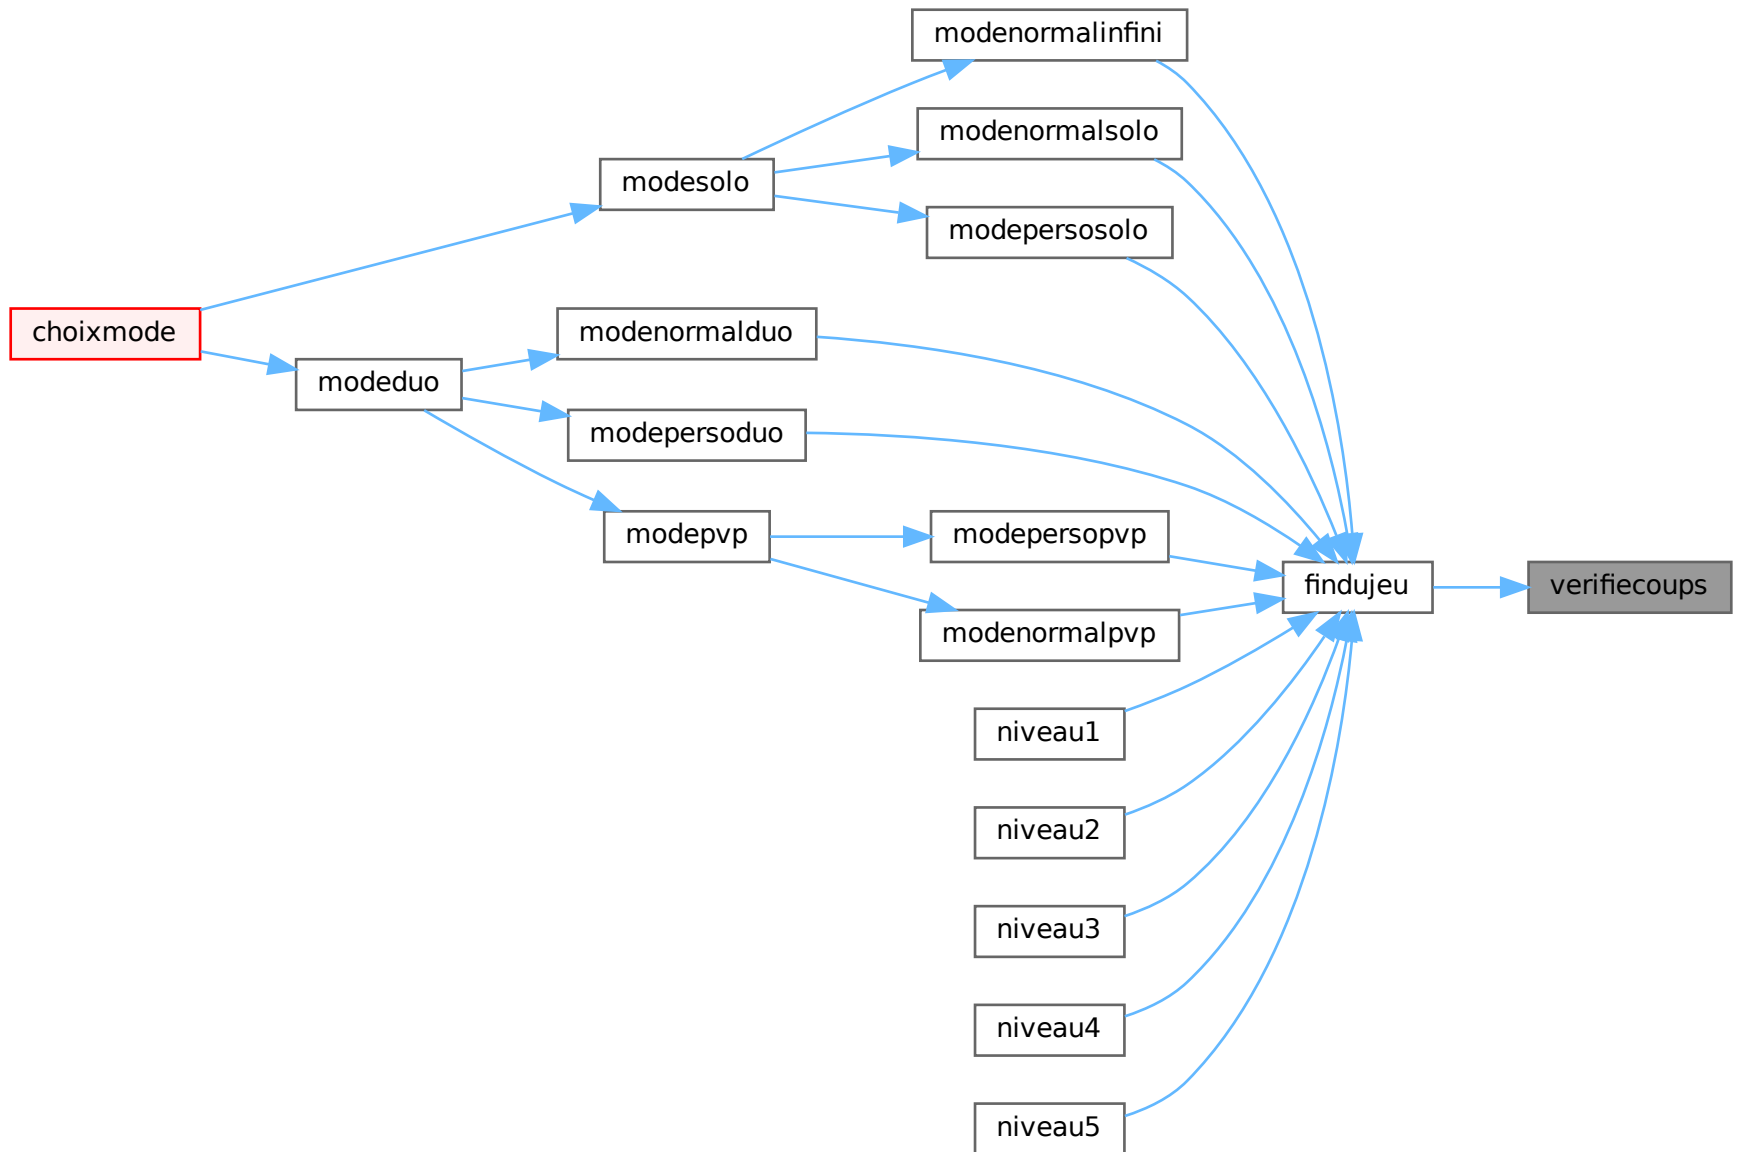 modenormalinfini
modenormalsolo
modesolo
modepersosolo
choixmode
modenormalduo
modeduo
modepersoduo
modepvp
modepersopvp
findujeu
verifiecoups
modenormalpvp
niveau1
niveau2
niveau3
niveau4
niveau5